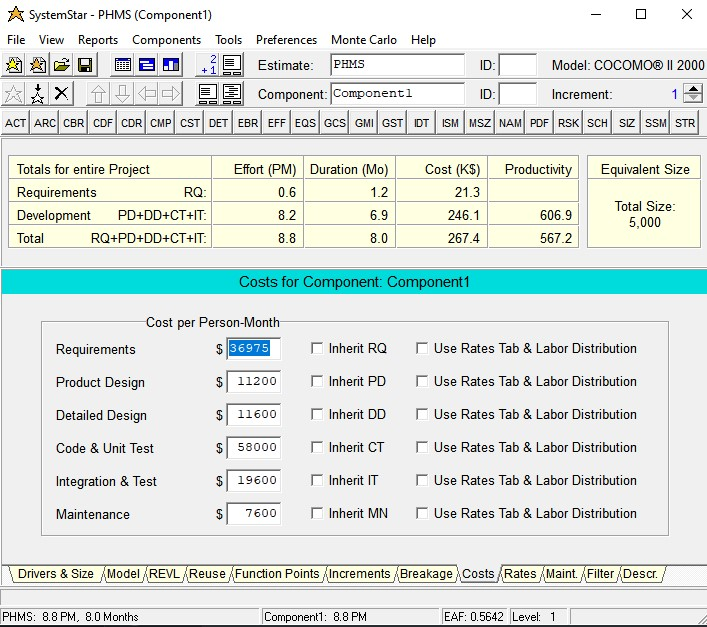 SystemStar - PHMS (Component1)
File View Reports Components Tools Preferences Monte Carlo Help
2 +1 Estimate: PHMS ID: Model: COCOMO® II 2000
Component: Component1 ID: Increment: 1
ACT ARC CBR CDF CDR CMP CST DET EBR EFF EQS GCS GMI GST IDT ISM MSZ NAM PDF RSK SCH SIZ SSM STR
Totals for entire Project Effort (PM) Duration (Mo) Cost (K$) Productivity Equivalent Size
Requirements RQ: 0.6 1.2 21.3
Development PD+DD+CT+IT: 8.2 6.9 246.1 606.9 Total Size:
5,000
Total RQ+PD+DD+CT+IT: 8.8 8.0 267.4 567.2
Costs for Component: Component1
Cost per Person-Month
Requirements $ 36975 Inherit RQ Use Rates Tab & Labor Distribution
Product Design $ 11200 Inherit PD Use Rates Tab & Labor Distribution
Detailed Design $ 11600 Inherit DD Use Rates Tab & Labor Distribution
Code & Unit Test $ 58000 Inherit CT Use Rates Tab & Labor Distribution
Integration & Test $ 19600 Inherit IT Use Rates Tab & Labor Distribution
Maintenance $ 7600 Inherit MN Use Rates Tab & Labor Distribution
Drivers & Size Model REVL Reuse Function Points Increments Breakage Costs Rates Maint. Filter Descr.
PHMS: 8.8 PM, 8.0 Months Component1: 8.8 PM EAF: 0.5642 Level: 1